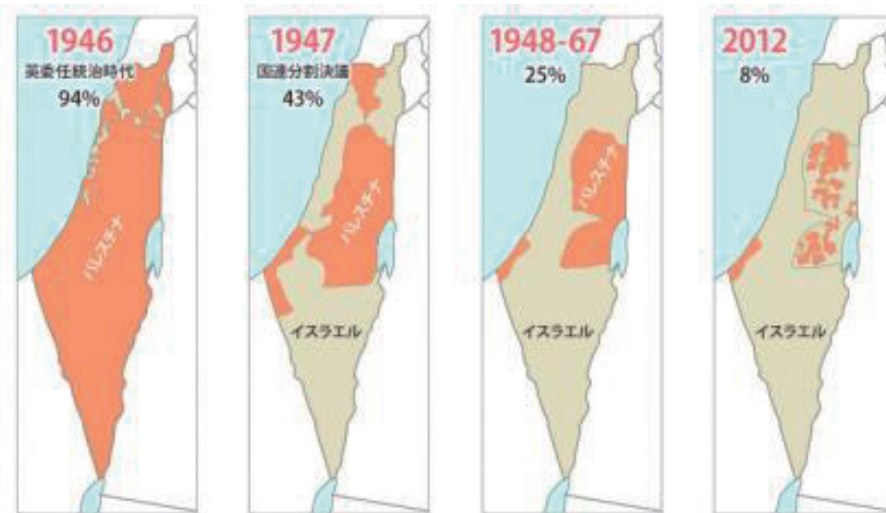 1946
英委任統治時代
94%
パレスチナ
1947
国連分割決議
43%
パレスチナ
イスラエル
1948-67
25%
パレスチナ
イスラエル
2012
8%
イスラエル